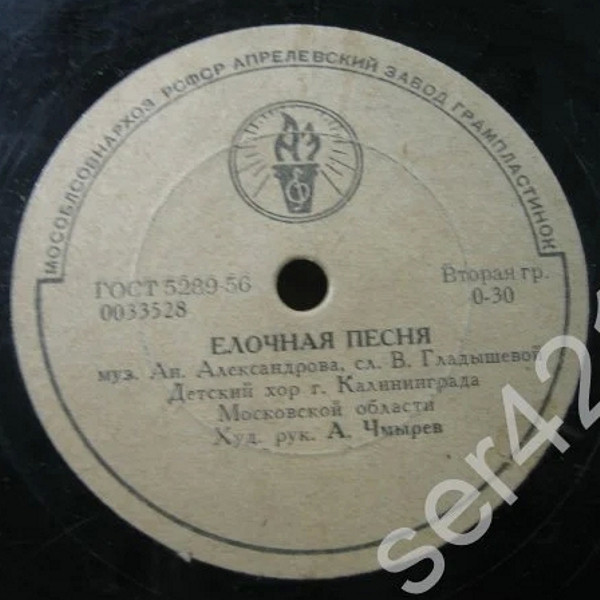 МОСОБЛСОВНАРХОЗ РСФСР АПРЕЛЕВСКИЙ ЗАВОД ГРАМПЛАСТИНОК
АЗ
ГОСТ 5289-56
0033528
Вторая гр.
0-30
ЕЛОЧНАЯ ПЕСНЯ
муз. Ан. Александрова, сл. В. Гладышевой
Детский хор г. Калининграда
Московской области
Худ. рук. А. Чмырев